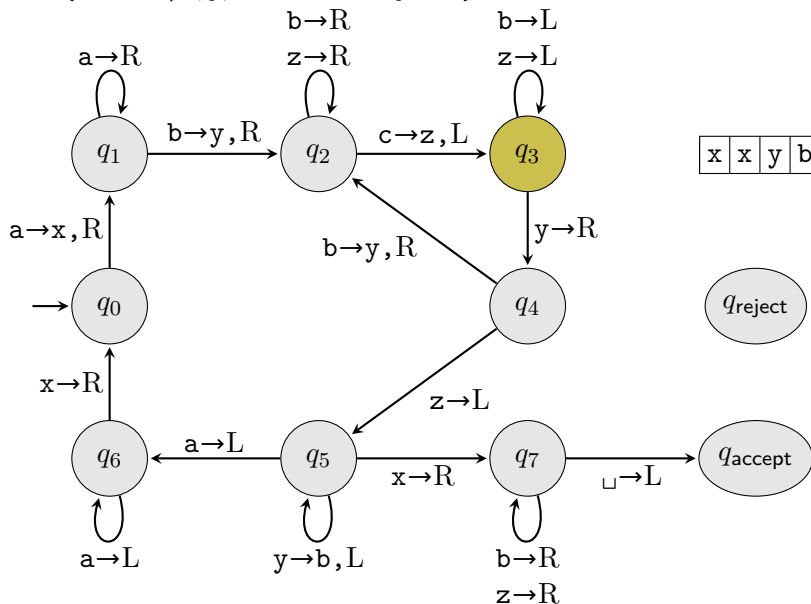 b→R b→L
a→R z→R z→L
q1 b→y,R q2 c→z,L q3 x x y b
a→x,R b→y,R y→R
q0 q4 qreject
x→R z→L
q6 a→L q5 x→R q7 ␣→L qaccept
a→L y→b,L b→R
z→R